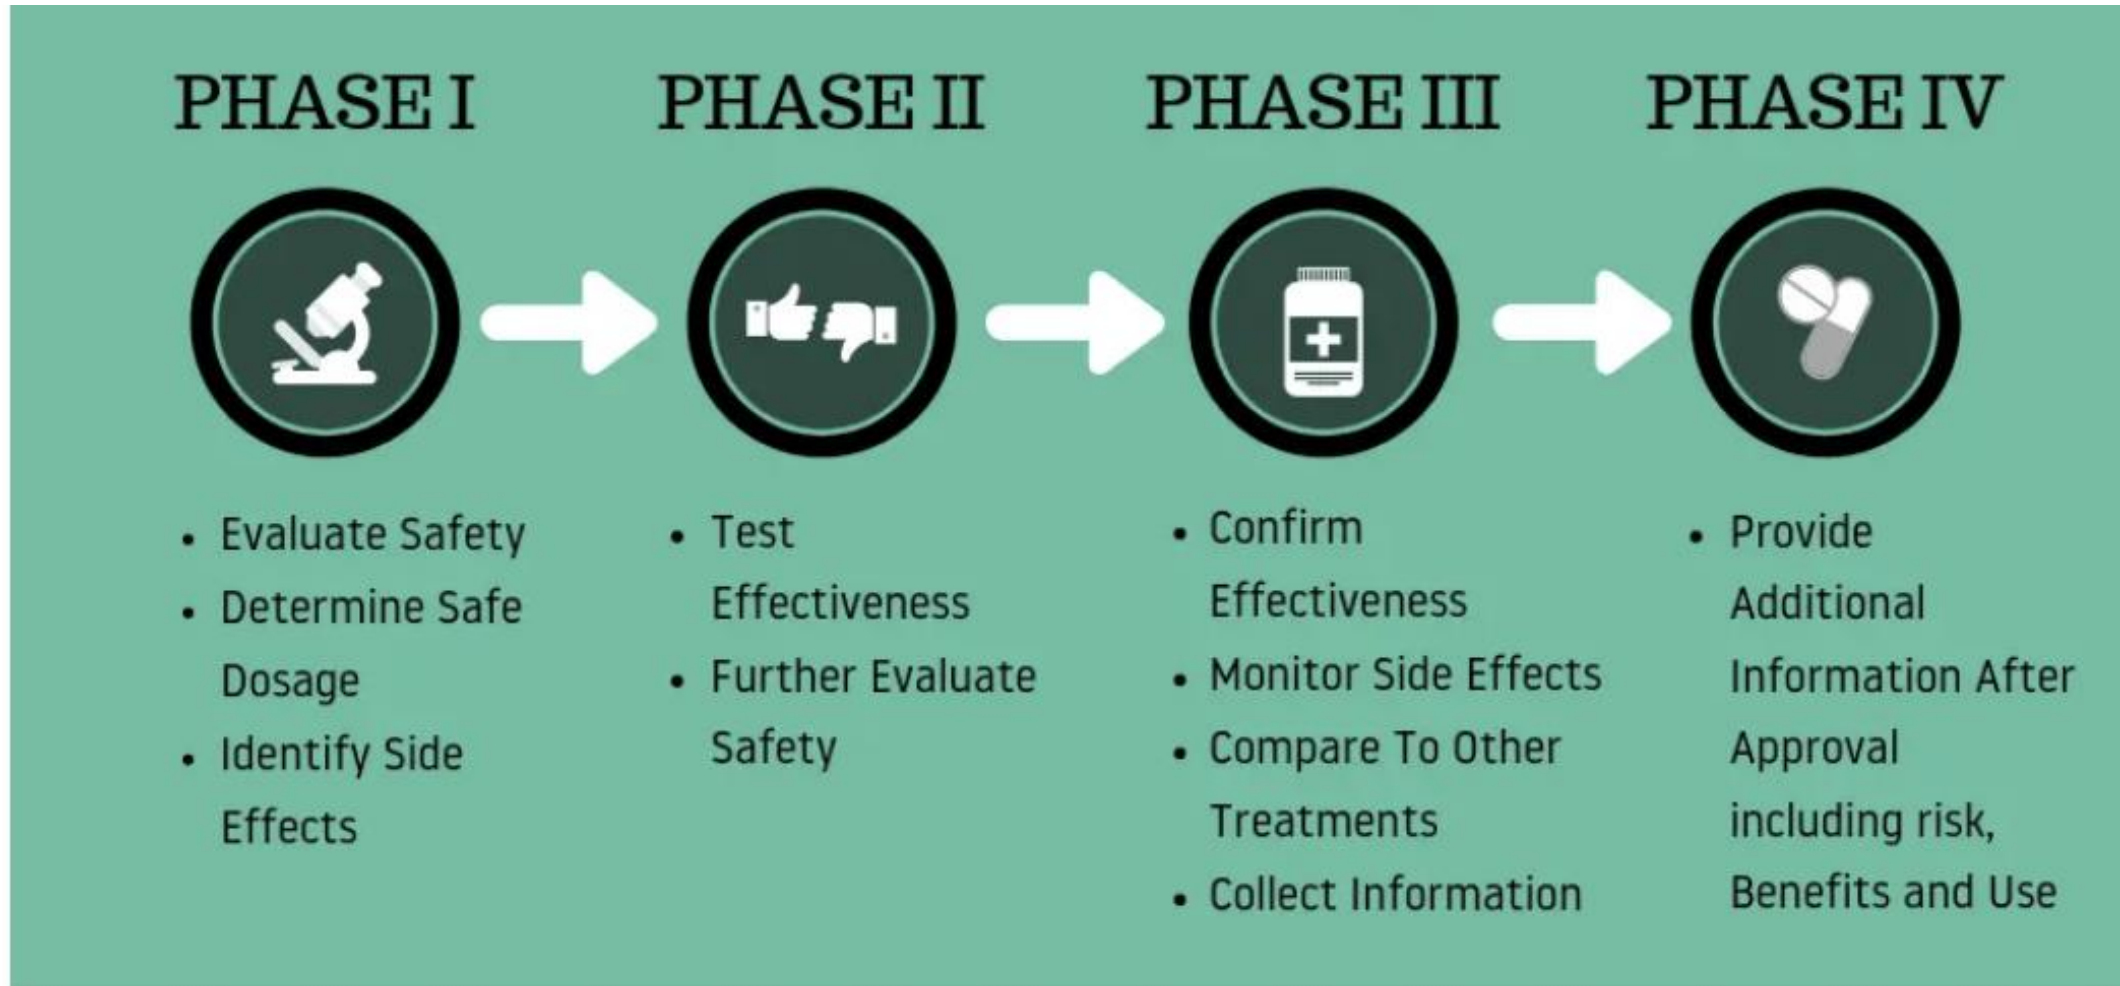 PHASE I
PHASE II
PHASE III
PHASE IV
• Evaluate Safety
• Determine Safe
Dosage
• Identify Side
Effects
• Test
Effectiveness
• Further Evaluate
Safety
• Confirm
Effectiveness
• Monitor Side Effects
• Compare To Other
Treatments
• Collect Information
• Provide
Additional
Information After
Approval
including risk,
Benefits and Use